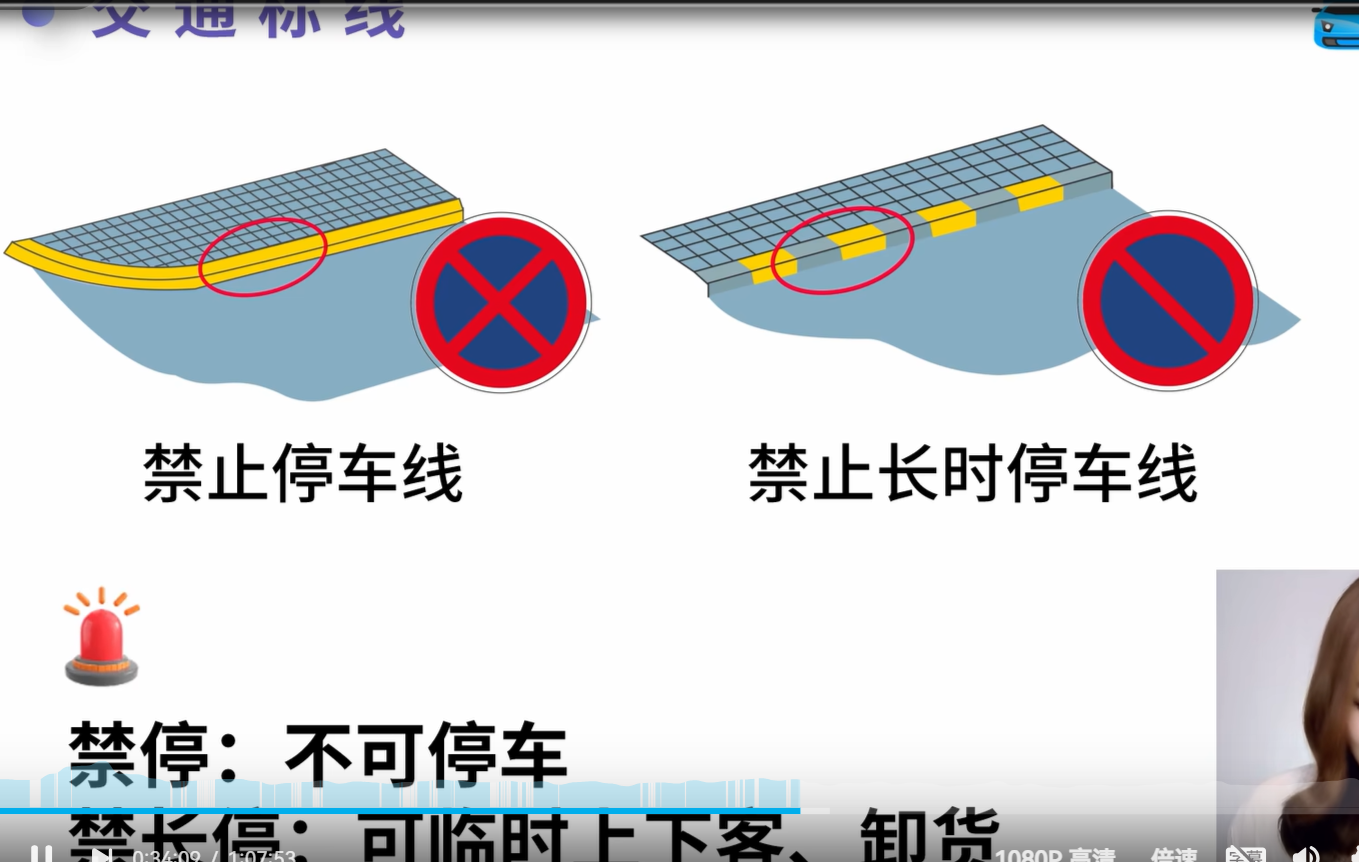 交通标线
禁止停车线
禁止长时停车线
禁停：不可停车
禁长停：可临时上下客、卸货
0:34:09 / 1:07:53
1080P 高清
倍速